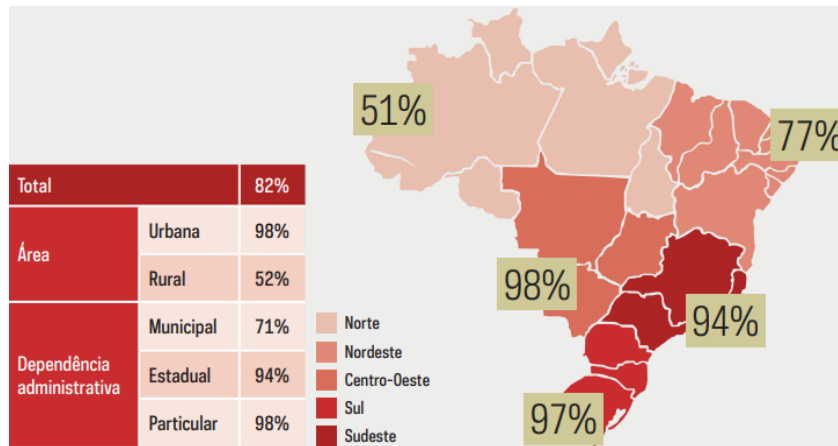 51%
77%
Total 82%
Área
Urbana 98%
Rural 52%
Dependência
administrativa
Municipal 71%
Estadual 94%
Particular 98%
98%
94%
97%
Norte
Nordeste
Centro-Oeste
Sul
Sudeste